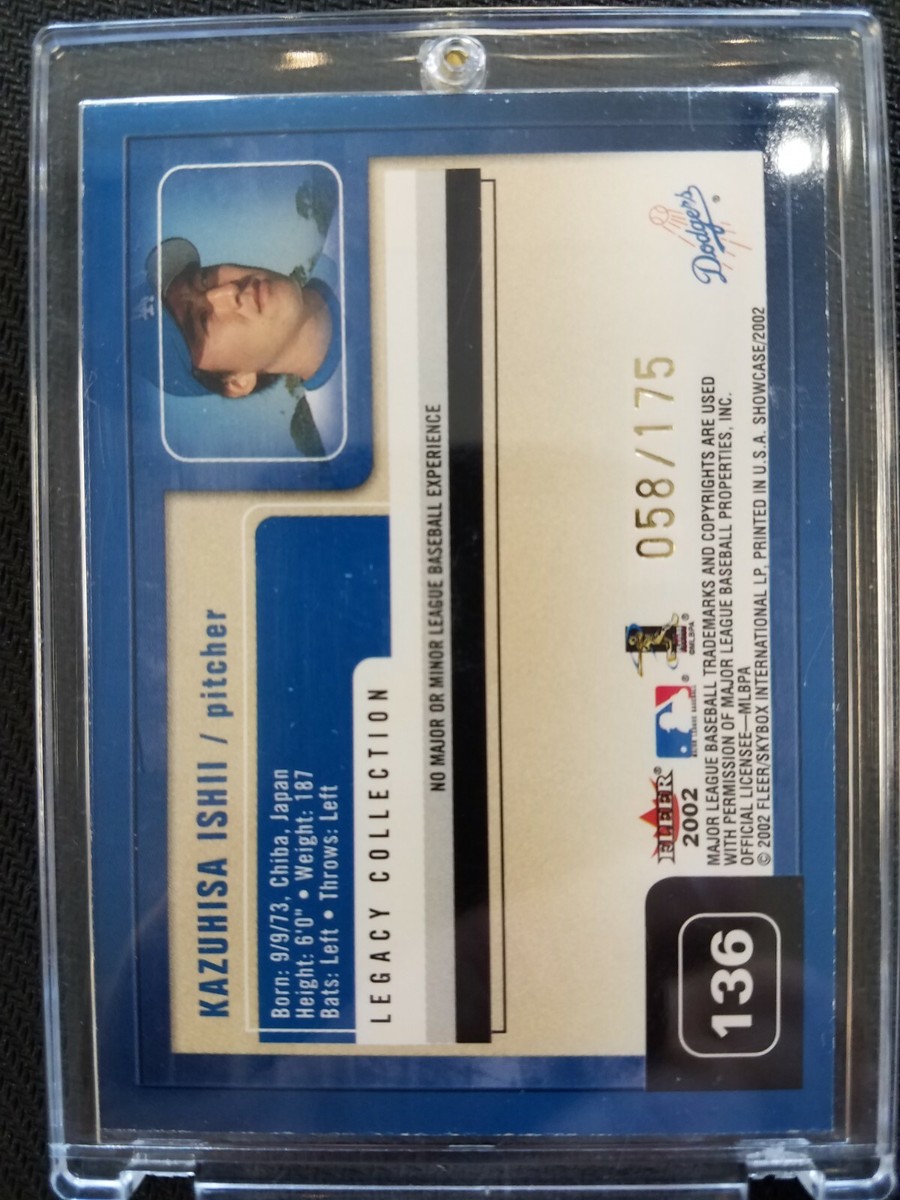 KAZUHISA ISHII / pitcher
Born: 9/9/73, Chiba, Japan
Height: 6'0" • Weight: 187
Bats: Left • Throws: Left
LEGACY COLLECTION
NO MAJOR OR MINOR LEAGUE BASEBALL EXPERIENCE
058/175
Dodgers®
FLEER®
2002
MAJOR LEAGUE BASEBALL TRADEMARKS AND COPYRIGHTS ARE USED
WITH PERMISSION OF MAJOR LEAGUE BASEBALL PROPERTIES, INC.
OFFICIAL LICENSEE—MLBPA
© 2002 FLEER/SKYBOX INTERNATIONAL LP, PRINTED IN U.S.A. SHOWCASE/2002
136